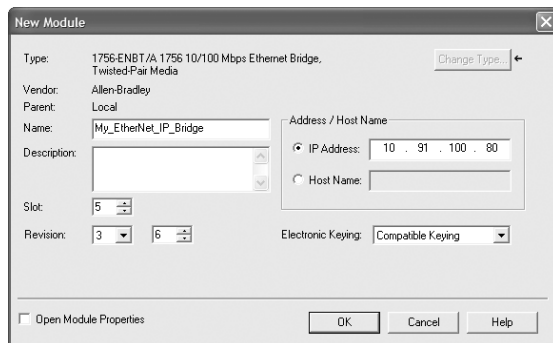 New Module
Type: 1756-ENBT/A 1756 10/100 Mbps Ethernet Bridge, Twisted-Pair Media
Change Type...
Vendor: Allen-Bradley
Parent: Local
Name: My_EtherNet_IP_Bridge
Address / Host Name
IP Address: 10 . 91 . 100 . 80
Description:
Host Name:
Slot: 5
Revision: 3 6
Electronic Keying: Compatible Keying
Open Module Properties
OK Cancel Help